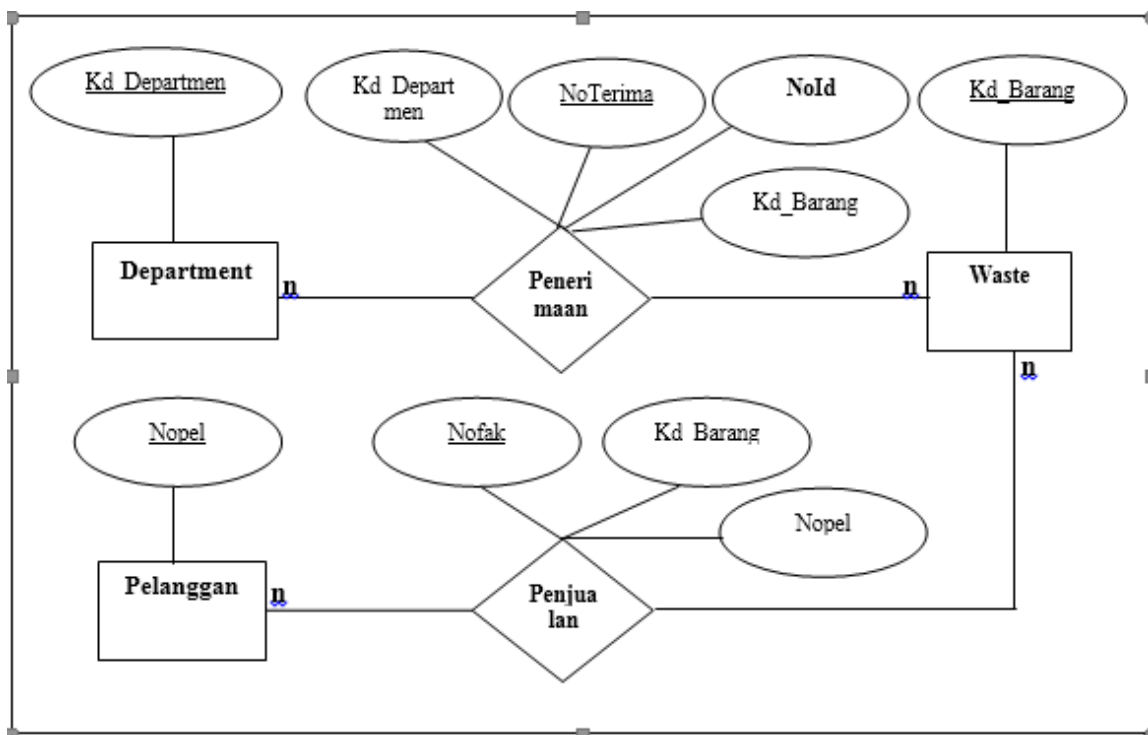 Kd_Departmen
Kd_Depart
men
NoTerima
NoId
Kd_Barang
Kd_Barang
Department
n
Peneri
maan
n
Waste
n
Nopel
Nofak
Kd_Barang
Nopel
Pelanggan
n
Penjua
lan